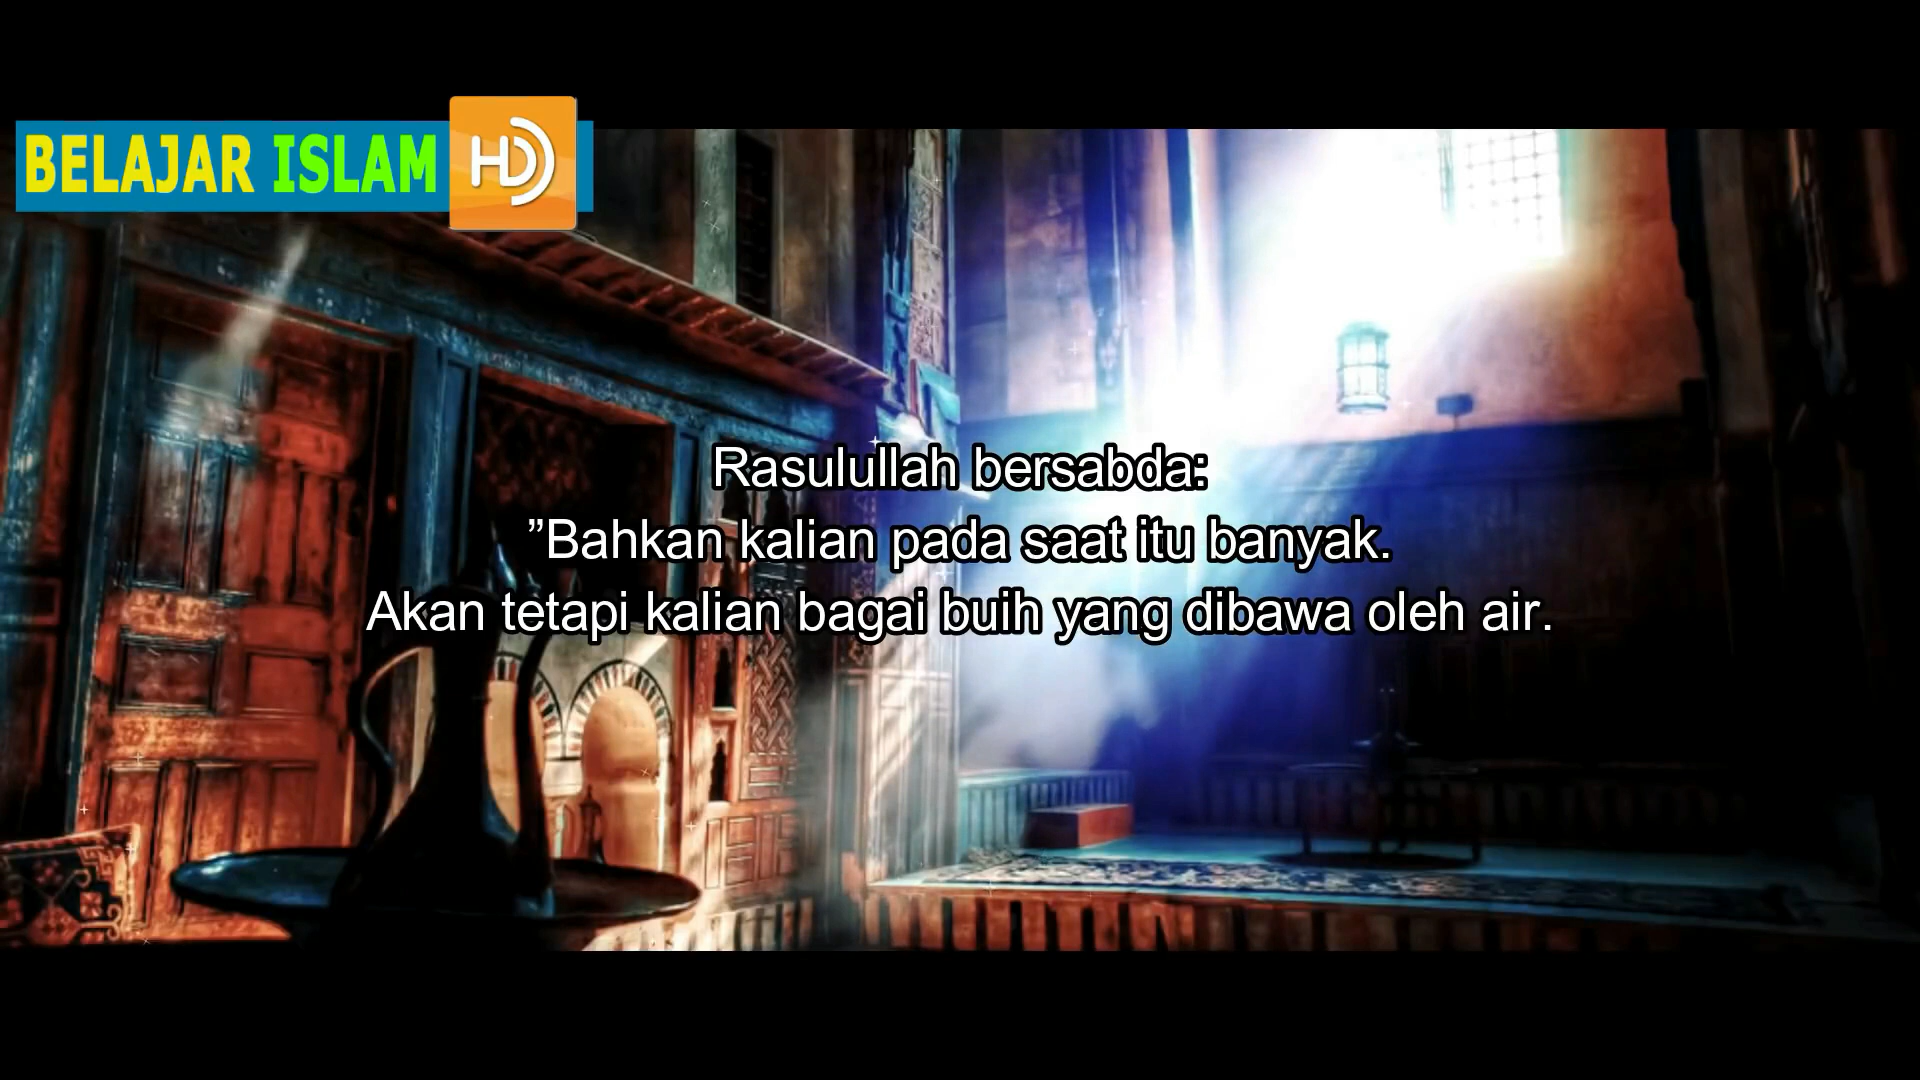 BELAJAR ISLAM HD
Rasulullah bersabda:
”Bahkan kalian pada saat itu banyak.
Akan tetapi kalian bagai buih yang dibawa oleh air.